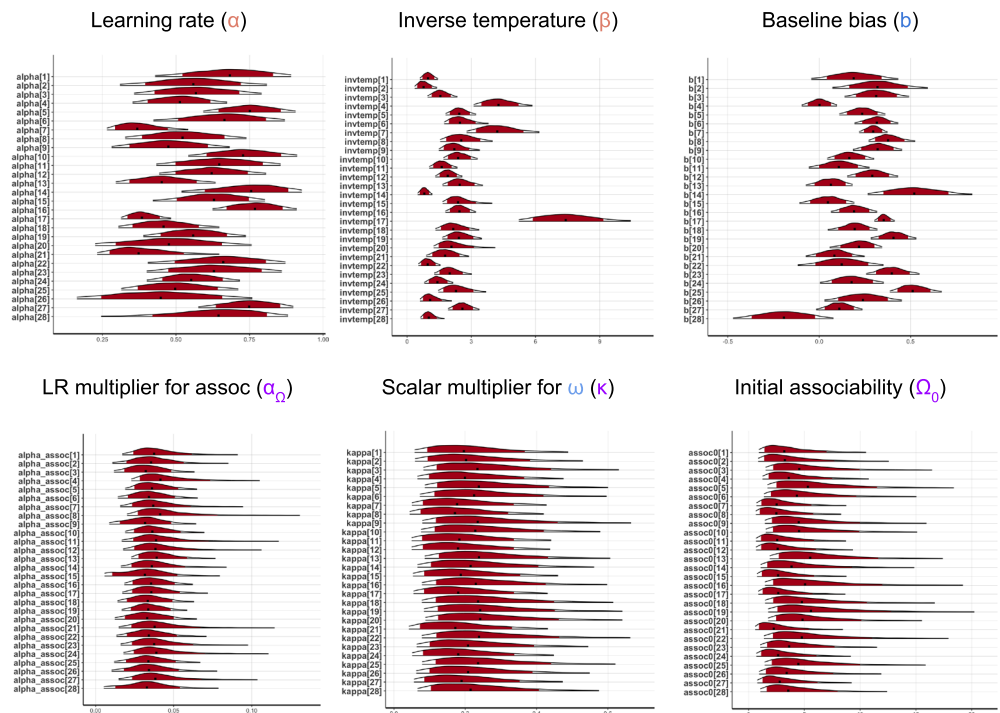 Learning rate (α)
Inverse temperature (β)
Baseline bias (b)
alpha[1]
alpha[2]
alpha[3]
alpha[4]
alpha[5]
alpha[6]
alpha[7]
alpha[8]
alpha[9]
alpha[10]
alpha[11]
alpha[12]
alpha[13]
alpha[14]
alpha[15]
alpha[16]
alpha[17]
alpha[18]
alpha[19]
alpha[20]
alpha[21]
alpha[22]
alpha[23]
alpha[24]
alpha[25]
alpha[26]
alpha[27]
alpha[28]
0.00 0.25 0.50 0.75 1.00
invtemp[1]
invtemp[2]
invtemp[3]
invtemp[4]
invtemp[5]
invtemp[6]
invtemp[7]
invtemp[8]
invtemp[9]
invtemp[10]
invtemp[11]
invtemp[12]
invtemp[13]
invtemp[14]
invtemp[15]
invtemp[16]
invtemp[17]
invtemp[18]
invtemp[19]
invtemp[20]
invtemp[21]
invtemp[22]
invtemp[23]
invtemp[24]
invtemp[25]
invtemp[26]
invtemp[27]
invtemp[28]
0 3 6 9
b[1]
b[2]
b[3]
b[4]
b[5]
b[6]
b[7]
b[8]
b[9]
b[10]
b[11]
b[12]
b[13]
b[14]
b[15]
b[16]
b[17]
b[18]
b[19]
b[20]
b[21]
b[22]
b[23]
b[24]
b[25]
b[26]
b[27]
b[28]
-0.5 0.0 0.5
LR multiplier for assoc (αΩ)
Scalar multiplier for ω (κ)
Initial associability (Ω0)
alpha_assoc[1]
alpha_assoc[2]
alpha_assoc[3]
alpha_assoc[4]
alpha_assoc[5]
alpha_assoc[6]
alpha_assoc[7]
alpha_assoc[8]
alpha_assoc[9]
alpha_assoc[10]
alpha_assoc[11]
alpha_assoc[12]
alpha_assoc[13]
alpha_assoc[14]
alpha_assoc[15]
alpha_assoc[16]
alpha_assoc[17]
alpha_assoc[18]
alpha_assoc[19]
alpha_assoc[20]
alpha_assoc[21]
alpha_assoc[22]
alpha_assoc[23]
alpha_assoc[24]
alpha_assoc[25]
alpha_assoc[26]
alpha_assoc[27]
alpha_assoc[28]
0.00 0.05 0.10
kappa[1]
kappa[2]
kappa[3]
kappa[4]
kappa[5]
kappa[6]
kappa[7]
kappa[8]
kappa[9]
kappa[10]
kappa[11]
kappa[12]
kappa[13]
kappa[14]
kappa[15]
kappa[16]
kappa[17]
kappa[18]
kappa[19]
kappa[20]
kappa[21]
kappa[22]
kappa[23]
kappa[24]
kappa[25]
kappa[26]
kappa[27]
kappa[28]
assoc0[1]
assoc0[2]
assoc0[3]
assoc0[4]
assoc0[5]
assoc0[6]
assoc0[7]
assoc0[8]
assoc0[9]
assoc0[10]
assoc0[11]
assoc0[12]
assoc0[13]
assoc0[14]
assoc0[15]
assoc0[16]
assoc0[17]
assoc0[18]
assoc0[19]
assoc0[20]
assoc0[21]
assoc0[22]
assoc0[23]
assoc0[24]
assoc0[25]
assoc0[26]
assoc0[27]
assoc0[28]